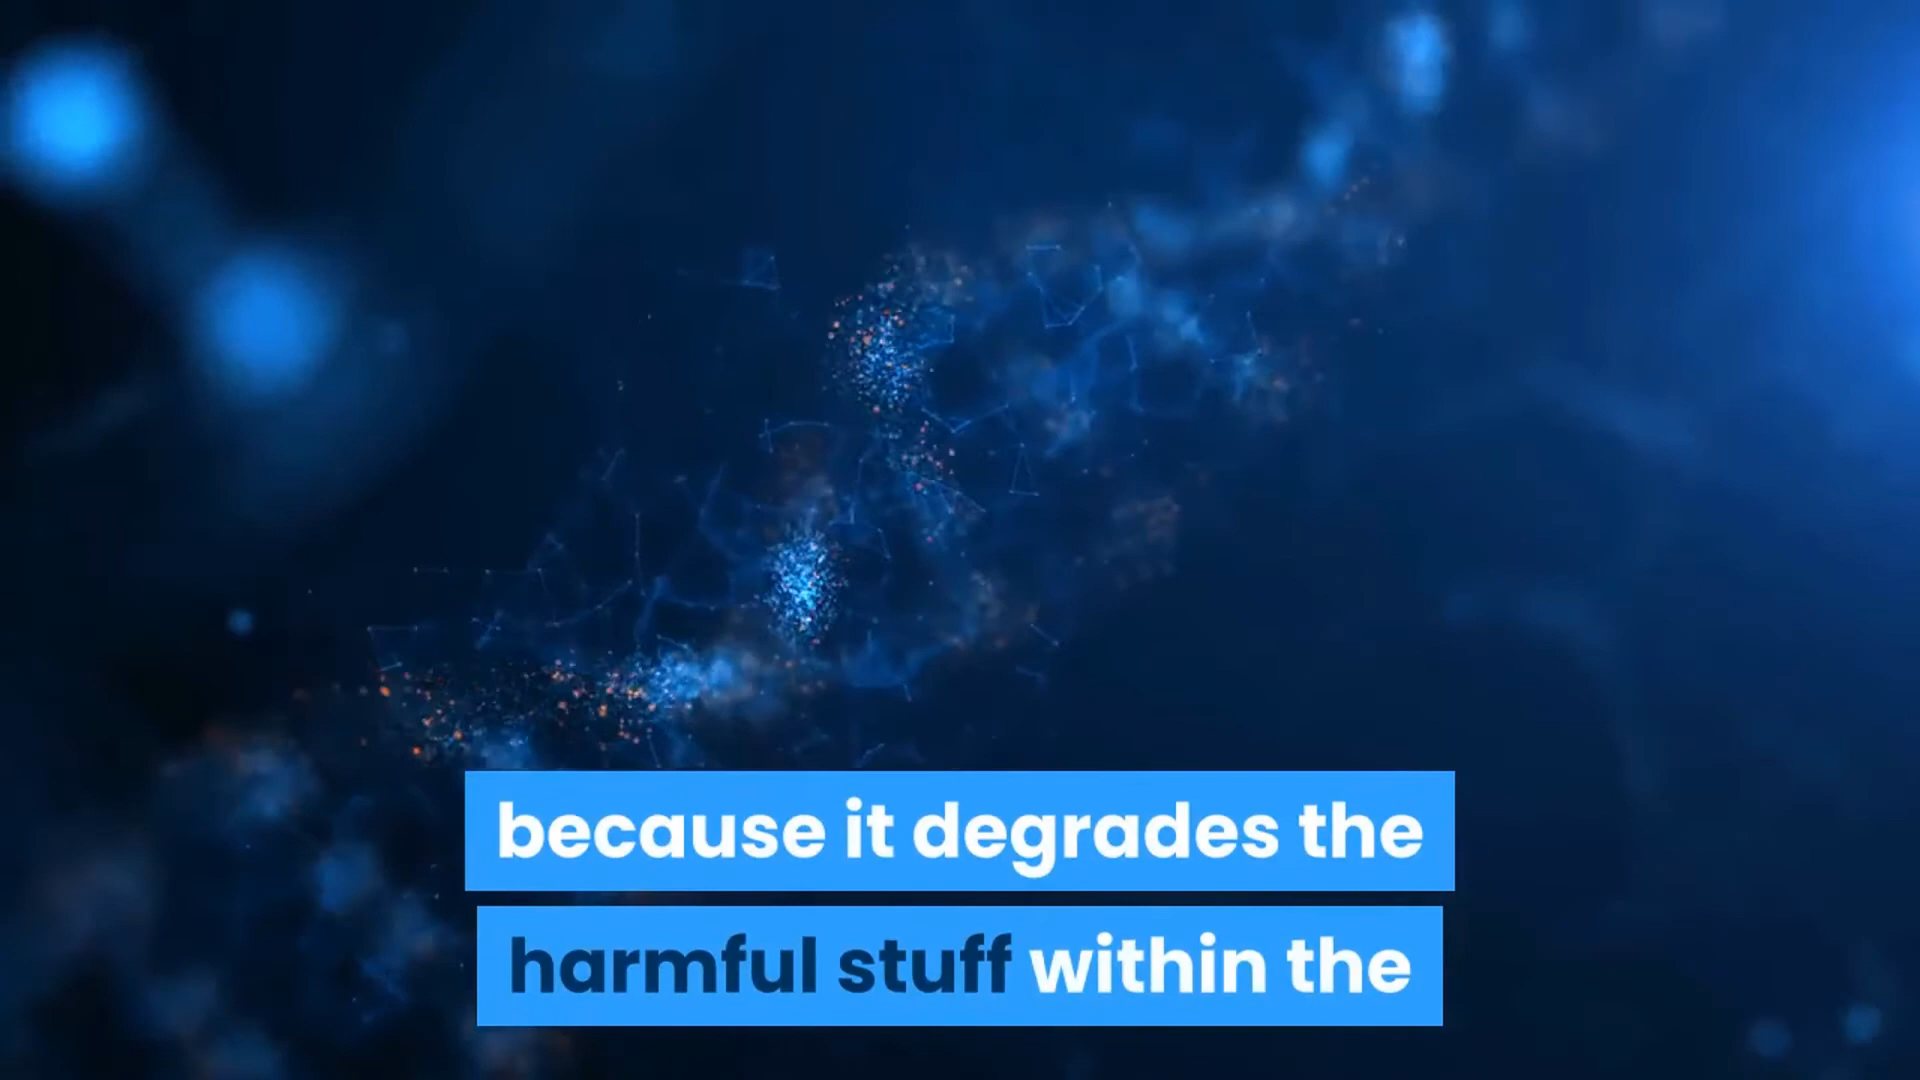 because it degrades the
harmful stuff within the